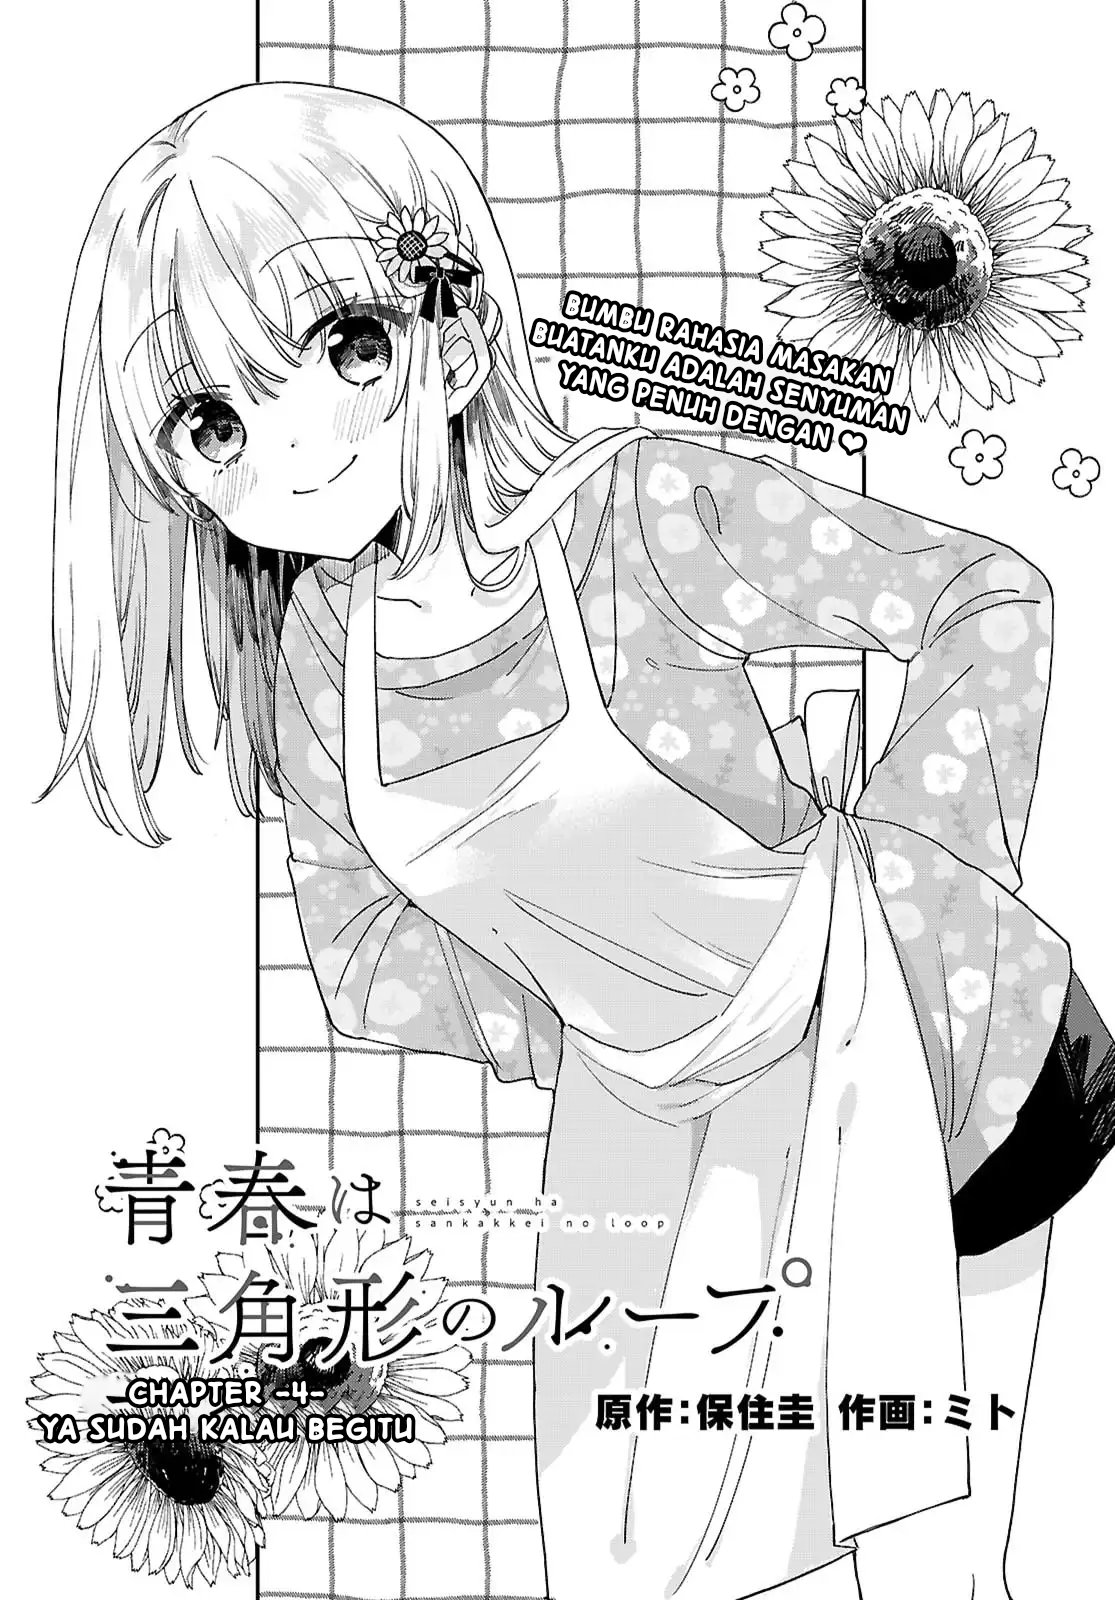 BUMBU RAHASIA MASAKAN
BUATANKU ADALAH SENYUMAN
YANG PENUH DENGAN ♥
青春は
seisyun ha
sankakkei no loop
三角形のループ。
CHAPTER -4-
YA SUDAH KALAU BEGITU
原作:保住圭 作画:ミト